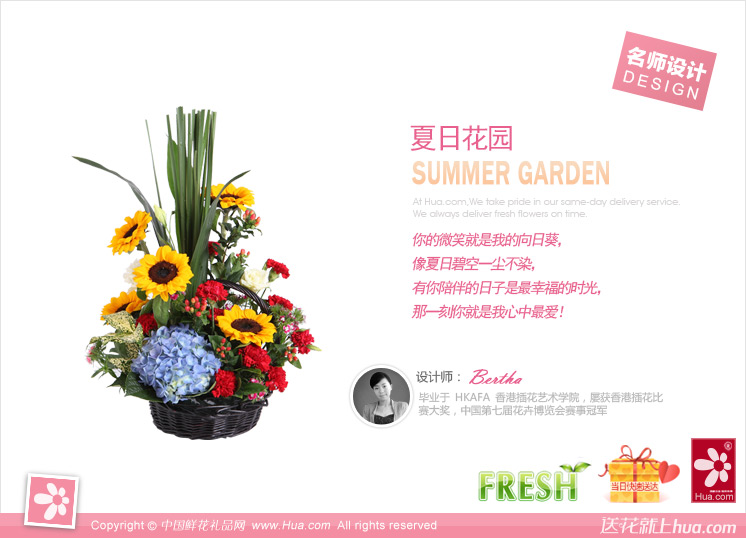 名师设计
DESIGN
夏日花园
SUMMER GARDEN
At Hua.com,We take pride in our same-day delivery service.
We always deliver fresh flowers on time.
你的微笑就是我的向日葵,
像夏日碧空一尘不染,
有你陪伴的日子是最幸福的时光,
那一刻你就是我心中最爱!
设计师: Bertha
毕业于 HKAFA 香港插花艺术学院, 屡获香港插花比
赛大奖, 中国第七届花卉博览会赛事冠军
FRESH
当日快速送达
Hua.com
Copyright © 中国鲜花礼品网 www.Hua.com All rights reserved
送花就上hua.com